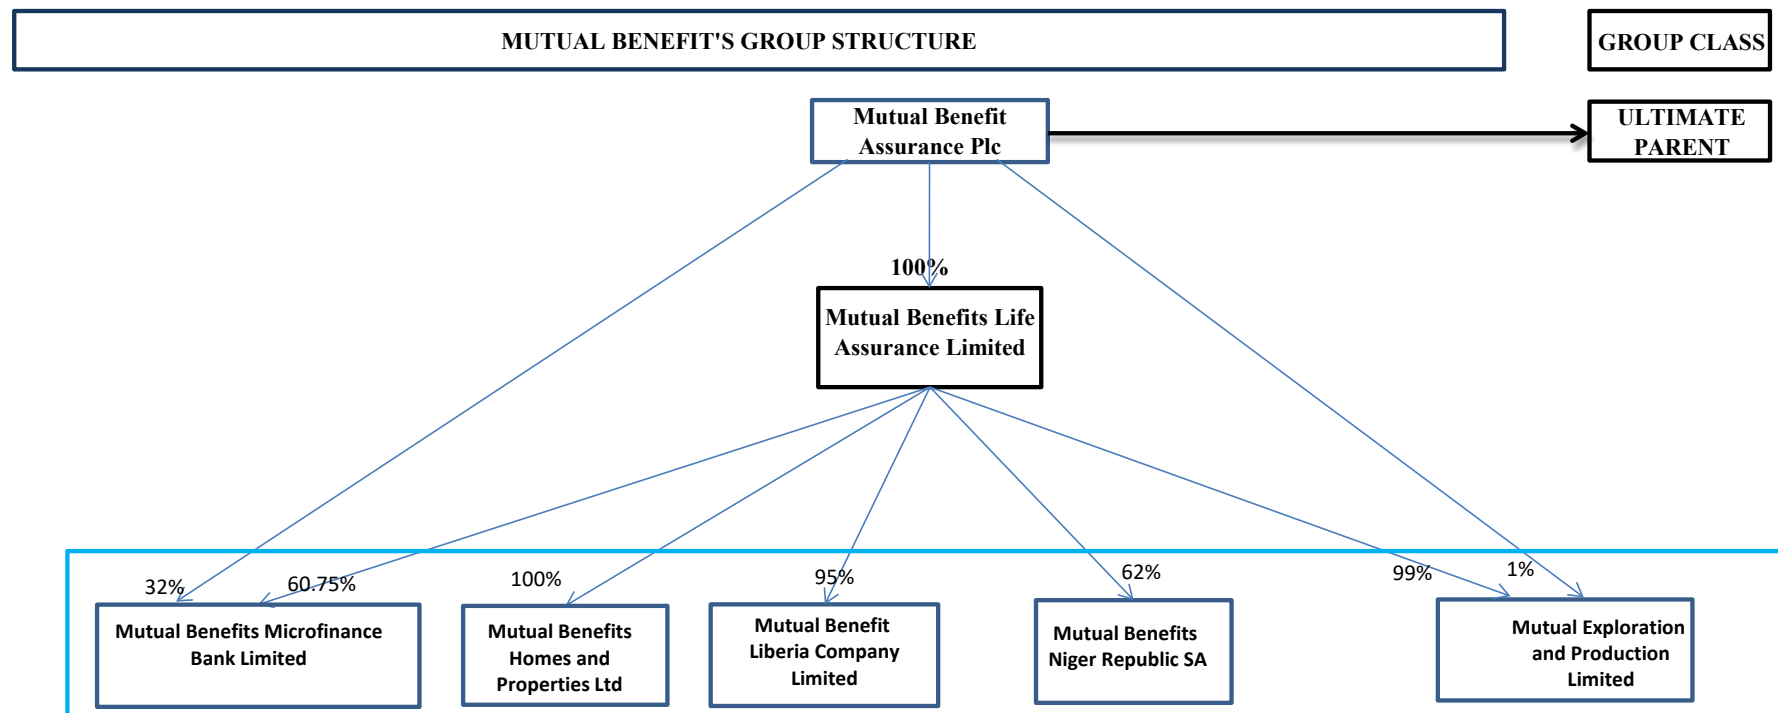 MUTUAL BENEFIT'S GROUP STRUCTURE
GROUP CLASS
Mutual Benefit
Assurance Plc
ULTIMATE
PARENT
100%
Mutual Benefits Life
Assurance Limited
32%
60.75%
100%
95%
62%
99%
1%
Mutual Benefits Microfinance
Bank Limited
Mutual Benefits
Homes and
Properties Ltd
Mutual Benefit
Liberia Company
Limited
Mutual Benefits
Niger Republic SA
Mutual Exploration
and Production
Limited